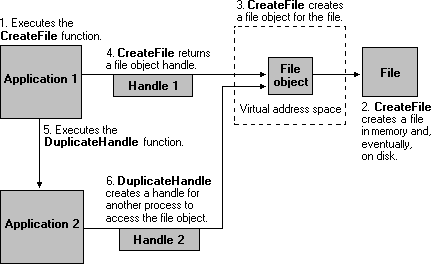 1. Executes the
CreateFile function.
Application 1
4. CreateFile returns
a file object handle.
Handle 1
3. CreateFile creates
a file object for the file.
File
object
Virtual address space
File
2. CreateFile
creates a file
in memory and,
eventually,
on disk.
5. Executes the
DuplicateHandle function.
Application 2
6. DuplicateHandle
creates a handle for
another process to
access the file object.
Handle 2